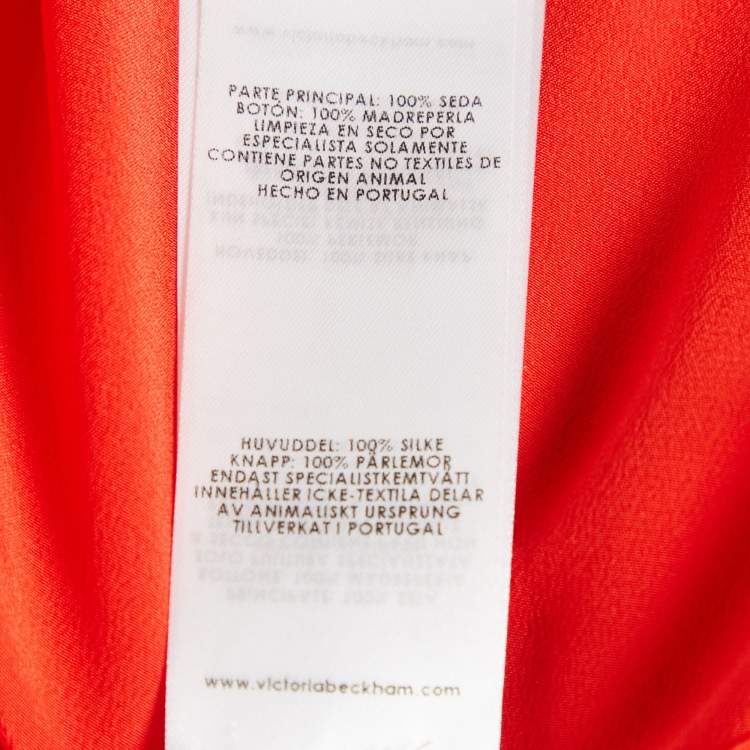 PARTE PRINCIPAL: 100% SEDA
BOTÓN: 100% MADREPERLA
LIMPIEZA EN SECO POR
ESPECIALISTA SOLAMENTE
CONTIENE PARTES NO TEXTILES DE
ORIGEN ANIMAL
HECHO EN PORTUGAL
HUVUDDEL: 100% SILKE
KNAPP: 100% PÄRLEMOR
ENDAST SPECIALISTKEMTVÄTT
INNEHÅLLER ICKE-TEXTILA DELAR
AV ANIMALISKT URSPRUNG
TILLVERKAT I PORTUGAL
www.victoriabeckham.com